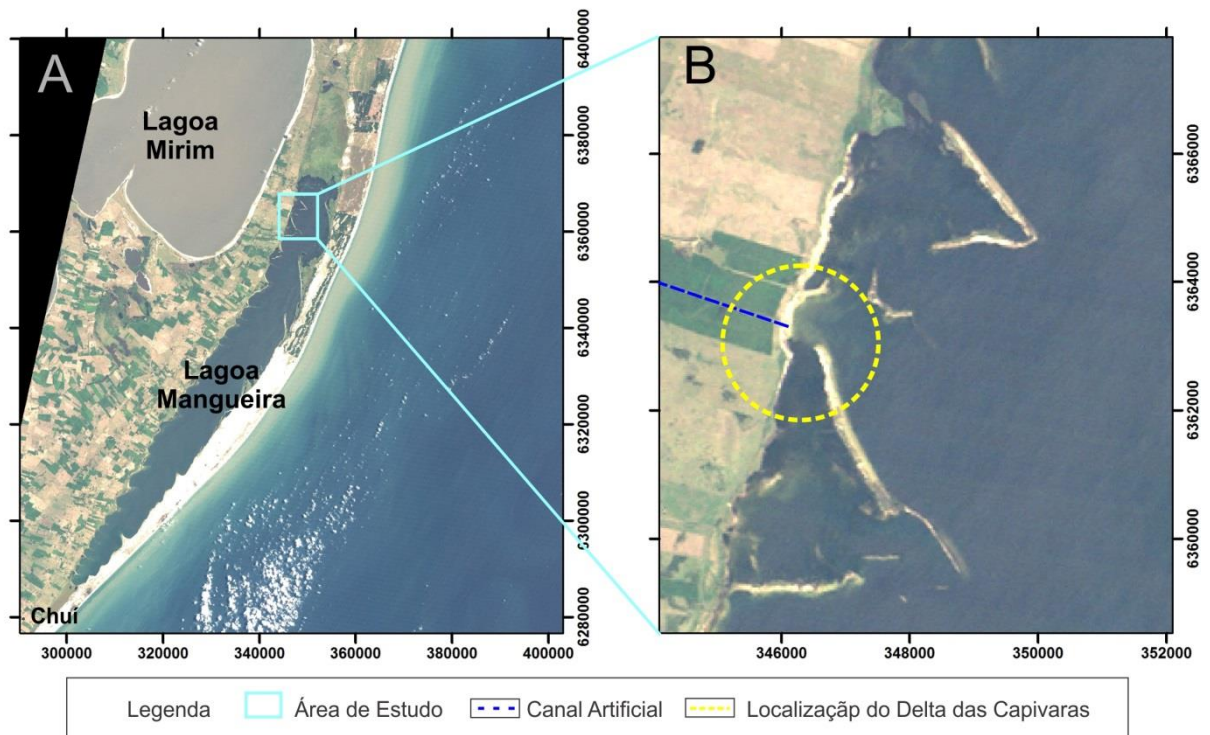 A
Lagoa
Mirim
Lagoa
Mangueira
Chuí
6400000
6380000
6360000
6340000
6320000
6300000
6280000
300000 320000 340000 360000 380000 400000
B
6366000
6364000
6362000
6360000
346000 348000 350000 352000
Legenda Área de Estudo Canal Artificial Localizaçãp do Delta das Capivaras